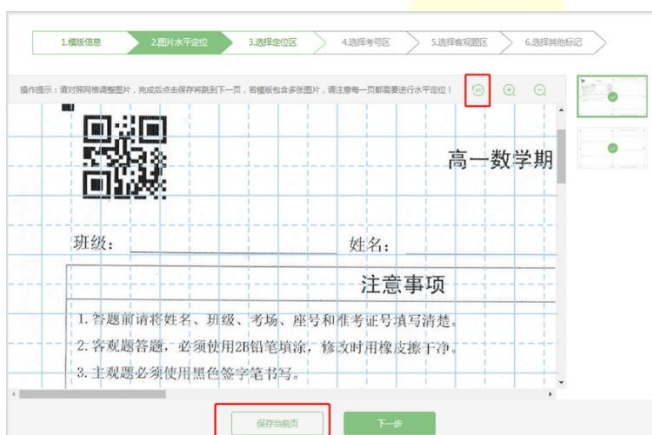 1.模版信息
2.图片水平定位
3.选择定位区
4.选择考号区
5.选择客观题区
6.选择其他标记
操作提示：请对照网格调整图片，完成后点击保存将跳到下一页，若模版包含多张图片，请注意每一页都需要进行水平定位！
高一数学期
班级：
姓名：
注意事项
1. 答题前请将姓名、班级、考场、座号和准考证号填写清楚。
2. 客观题答题，必须使用2B铅笔填涂，修改时用橡皮擦干净。
3. 主观题必须使用黑色签字笔书写。
保存当前页
下一步